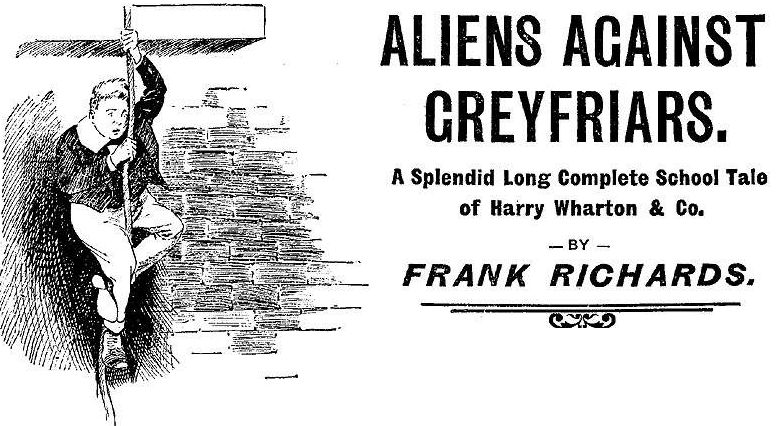 ALIENS AGAINST
GREYFRIARS.
A Splendid Long Complete School Tale
of Harry Wharton & Co.
— BY —
FRANK RICHARDS.